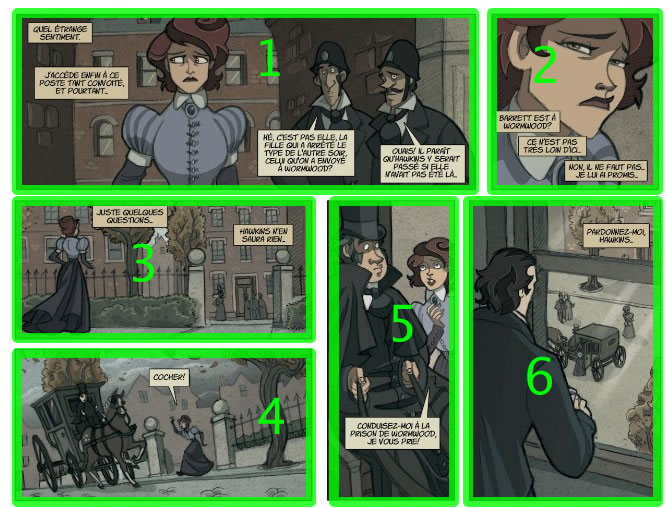 QUEL ÉTRANGE
SENTIMENT.
J'ACCÈDE ENFIN À CE
POSTE TANT CONVOITÉ,
ET POURTANT...
1
HÉ, C'EST PAS ELLE, LA
FILLE QUI A ARRÊTÉ LE
TYPE DE L'AUTRE SOIR,
CELUI QU'ON A ENVOYÉ
À WORMWOOD?
OUAIS! IL PARAÎT
QU'HAWKINS Y SERAIT
PASSÉ SI ELLE
N'AVAIT PAS ÉTÉ LÀ...
2
BARRETT EST À
WORMWOOD?
CE N'EST PAS
TRÈS LOIN D'ICI...
NON, IL NE FAUT PAS...
JE LUI AI PROMIS...
JUSTE QUELQUES
QUESTIONS...
3
HAWKINS N'EN
SAURA RIEN...
COCHER!
4
5
CONDUISEZ-MOI À LA
PRISON DE WORMWOOD,
JE VOUS PRIE!
PARDONNEZ-MOI,
HAWKINS...
6